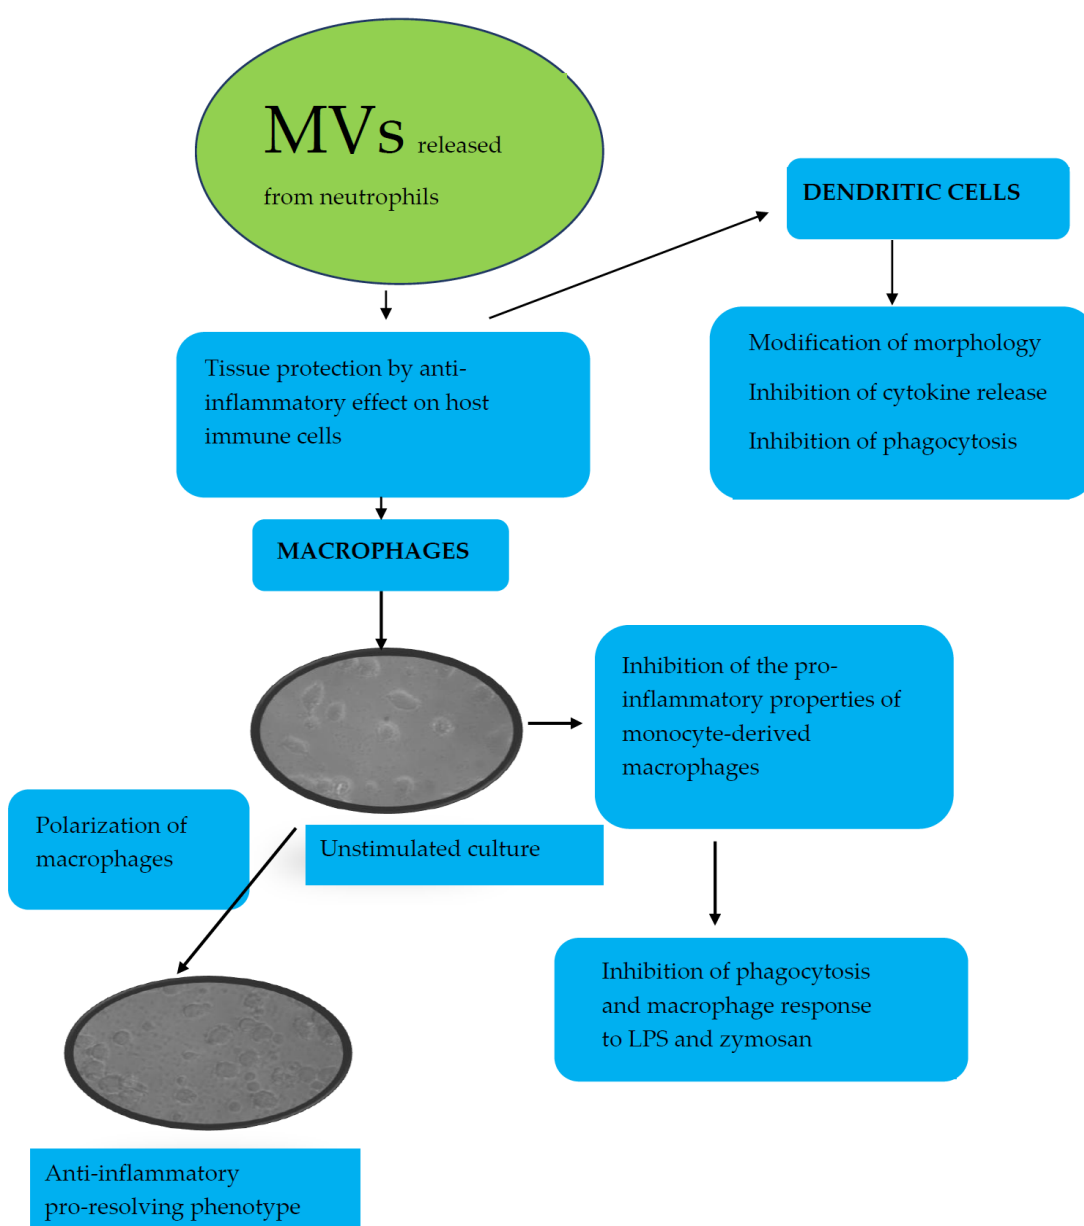 MVs released
from neutrophils
DENDRITIC CELLS
Modification of morphology
Inhibition of cytokine release
Inhibition of phagocytosis
Tissue protection by anti-
inflammatory effect on host
immune cells
MACROPHAGES
Inhibition of the pro-
inflammatory properties of
monocyte-derived
macrophages
Unstimulated culture
Polarization of
macrophages
Inhibition of phagocytosis
and macrophage response
to LPS and zymosan
Anti-inflammatory
pro-resolving phenotype